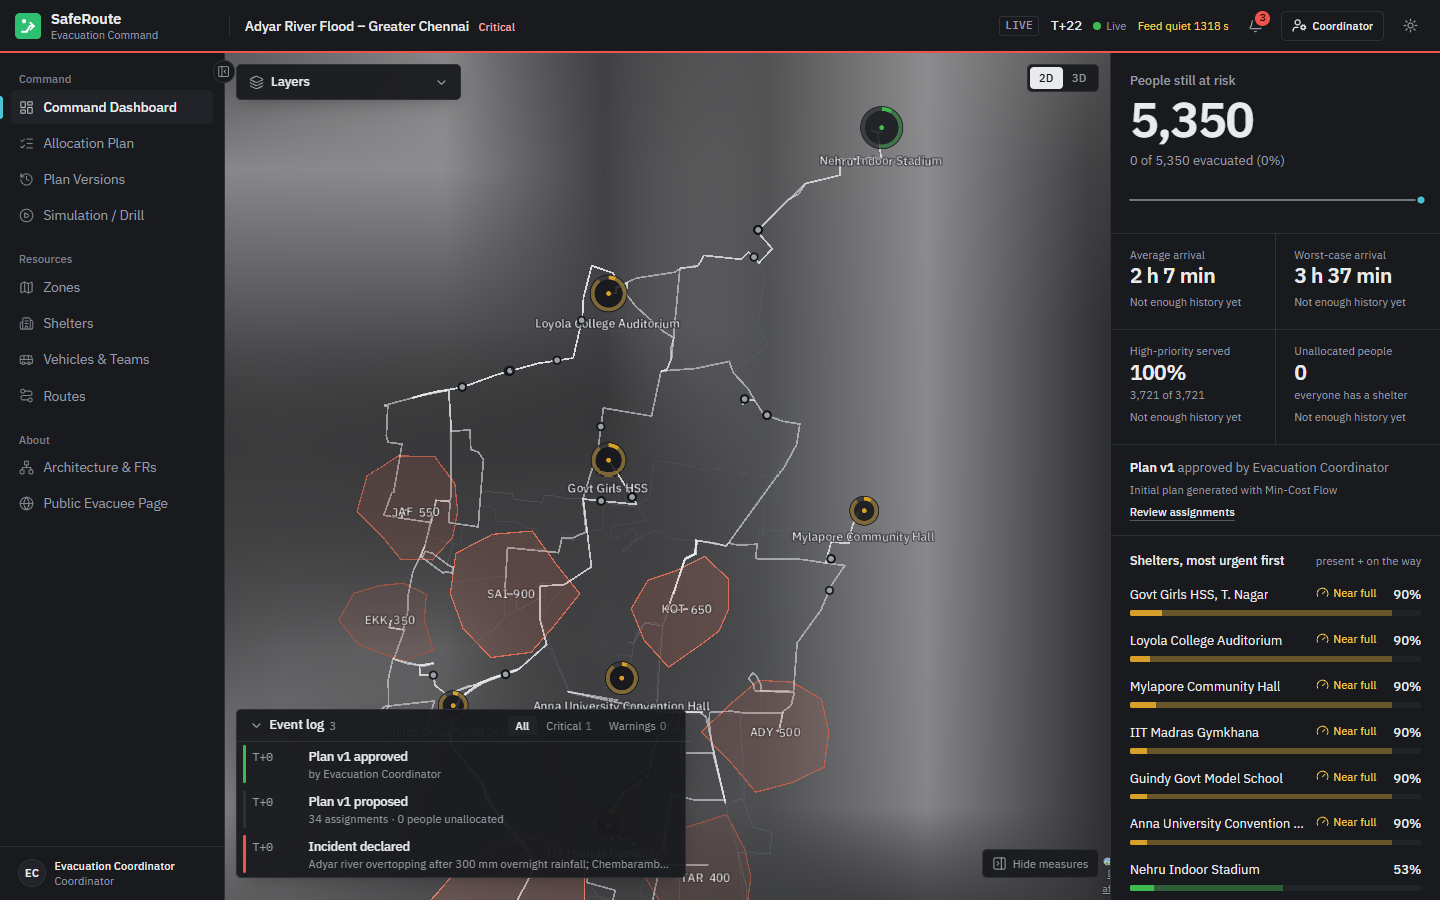 SafeRoute
Evacuation Command
Adyar River Flood – Greater Chennai
Critical
LIVE
T+22
Live
Feed quiet 1318 s
3
Coordinator
Command
Command Dashboard
Allocation Plan
Plan Versions
Simulation / Drill
Resources
Zones
Shelters
Vehicles & Teams
Routes
About
Architecture & FRs
Public Evacuee Page
EC
Evacuation Coordinator
Coordinator
Layers
2D
3D
Nehru Indoor Stadium
Loyola College Auditorium
Govt Girls HSS
Mylapore Community Hall
JAF 550
SAI 900
KOT 650
EKK 350
Anna University Convention Hall
ADY 500
TAR 400
Event log 3
All
Critical 1
Warnings 0
T+0
Plan v1 approved
by Evacuation Coordinator
T+0
Plan v1 proposed
34 assignments · 0 people unallocated
T+0
Incident declared
Adyar river overtopping after 300 mm overnight rainfall; Chembaramb...
Hide measures
People still at risk
5,350
0 of 5,350 evacuated (0%)
Average arrival
2 h 7 min
Not enough history yet
Worst-case arrival
3 h 37 min
Not enough history yet
High-priority served
100%
3,721 of 3,721
Not enough history yet
Unallocated people
0
everyone has a shelter
Not enough history yet
Plan v1 approved by Evacuation Coordinator
Initial plan generated with Min-Cost Flow
Review assignments
Shelters, most urgent first
present + on the way
Govt Girls HSS, T. Nagar
Near full
90%
Loyola College Auditorium
Near full
90%
Mylapore Community Hall
Near full
90%
IIT Madras Gymkhana
Near full
90%
Guindy Govt Model School
Near full
90%
Anna University Convention ...
Near full
90%
Nehru Indoor Stadium
53%